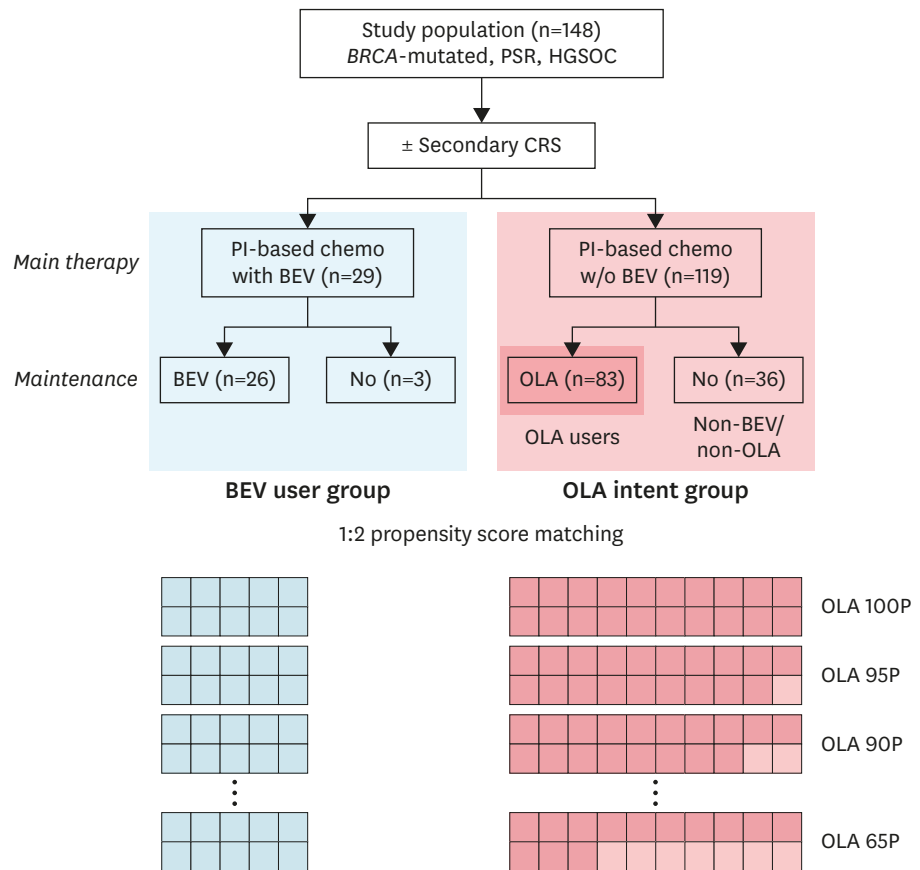 Study population (n=148)
BRCA-mutated, PSR, HGSOC
± Secondary CRS
Main therapy
PI-based chemo
with BEV (n=29)
PI-based chemo
w/o BEV (n=119)
Maintenance
BEV (n=26)
No (n=3)
OLA (n=83)
No (n=36)
OLA users
Non-BEV/
non-OLA
BEV user group
OLA intent group
1:2 propensity score matching
OLA 100P
OLA 95P
OLA 90P
OLA 65P